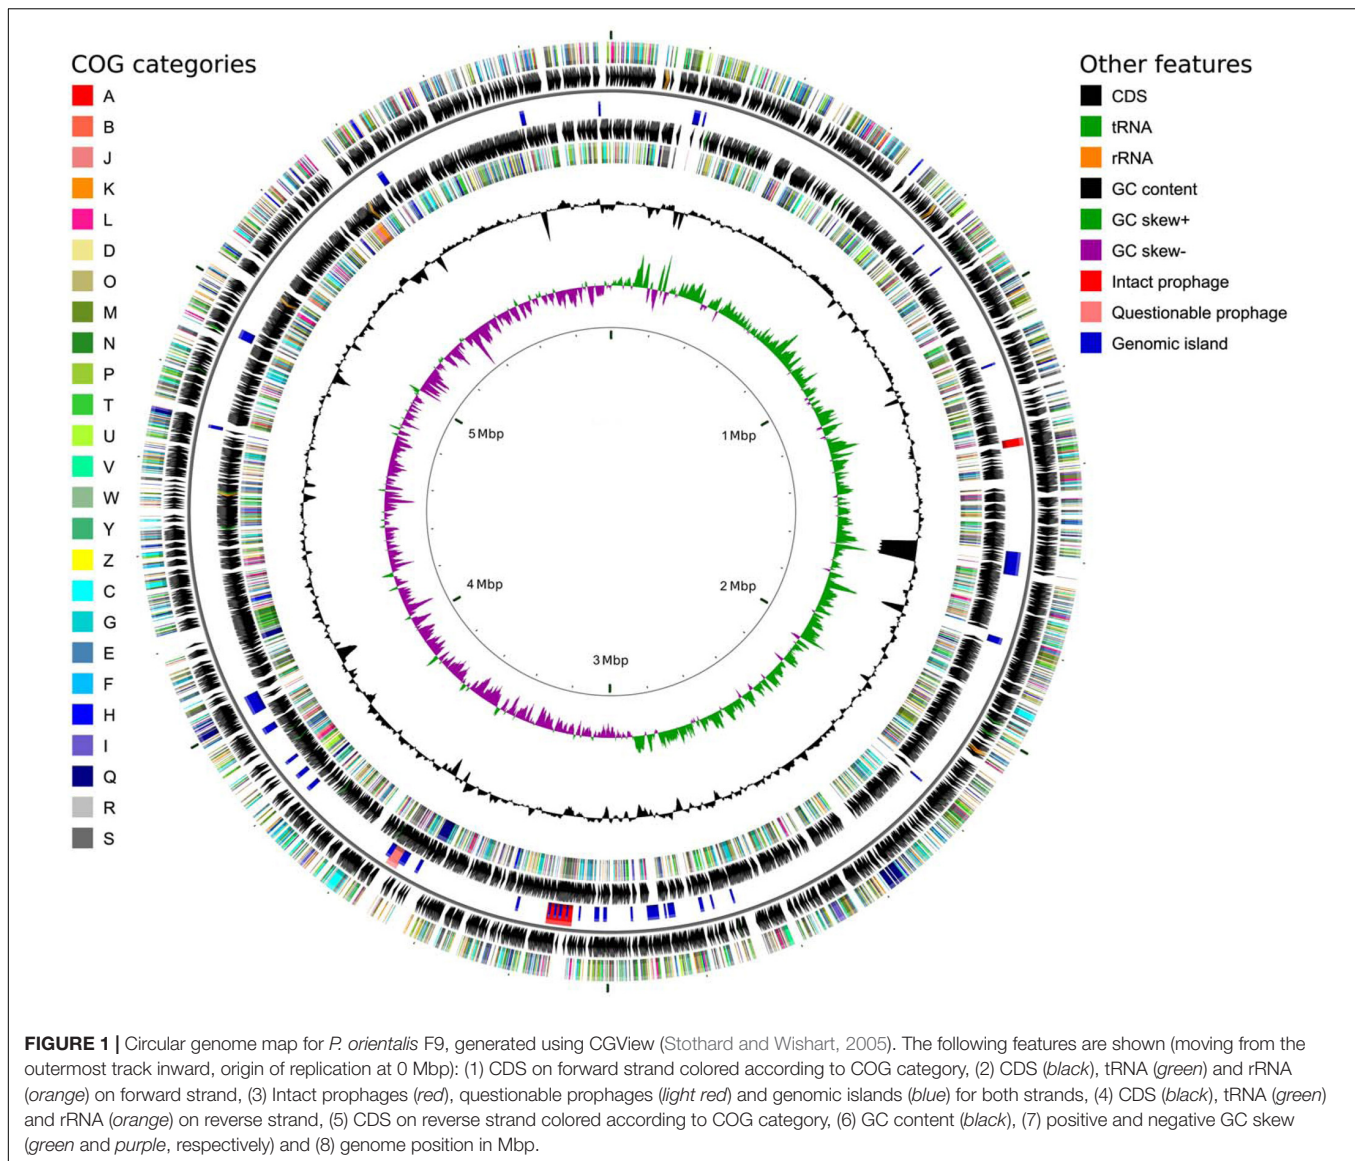 COG categories
A
B
J
K
L
D
O
M
N
P
T
U
V
W
Y
Z
C
G
E
F
H
I
Q
R
S
Other features
CDS
tRNA
rRNA
GC content
GC skew+
GC skew-
Intact prophage
Questionable prophage
Genomic island
5 Mbp
1 Mbp
4 Mbp
2 Mbp
3 Mbp
FIGURE 1 | Circular genome map for P. orientalis F9, generated using CGView (Stothard and Wishart, 2005). The following features are shown (moving from the
outermost track inward, origin of replication at 0 Mbp): (1) CDS on forward strand colored according to COG category, (2) CDS (black), tRNA (green) and rRNA
(orange) on forward strand, (3) Intact prophages (red), questionable prophages (light red) and genomic islands (blue) for both strands, (4) CDS (black), tRNA (green)
and rRNA (orange) on reverse strand, (5) CDS on reverse strand colored according to COG category, (6) GC content (black), (7) positive and negative GC skew
(green and purple, respectively) and (8) genome position in Mbp.